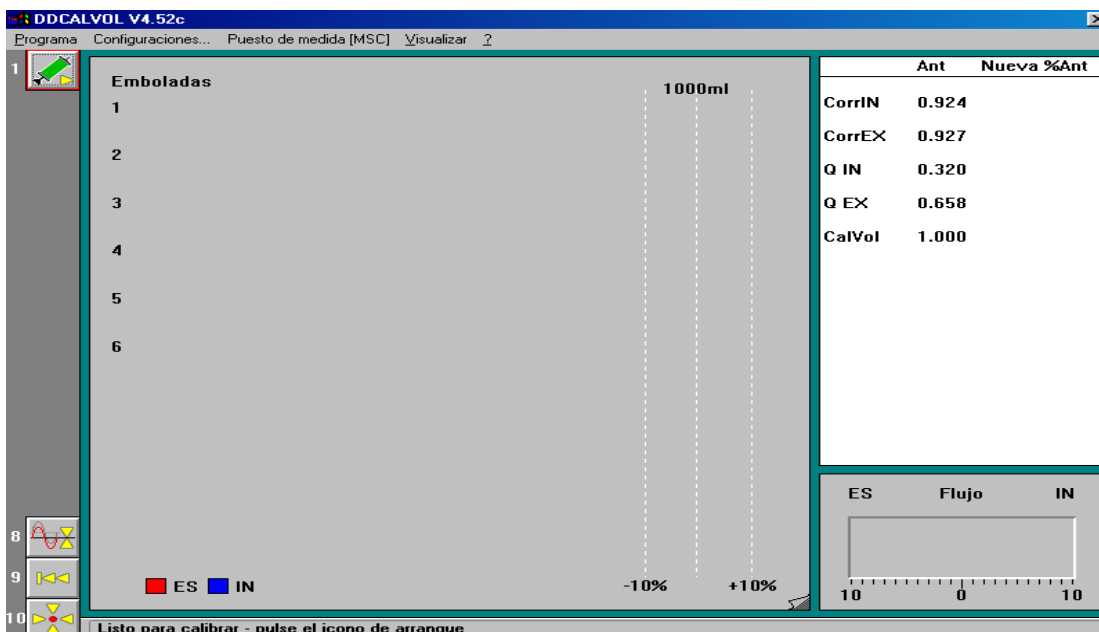 DDCALVOL V4.52c
Programa Configuraciones... Puesto de medida [MSC] Visualizar ?
1
Emboladas
1000ml
1
2
3
4
5
6
ES IN
-10% +10%
Ant Nueva %Ant
CorrIN 0.924
CorrEX 0.927
Q IN 0.320
Q EX 0.658
CalVol 1.000
ES Flujo IN
10 0 10
8
9
10
Listo para calibrar - pulse el icono de arranque